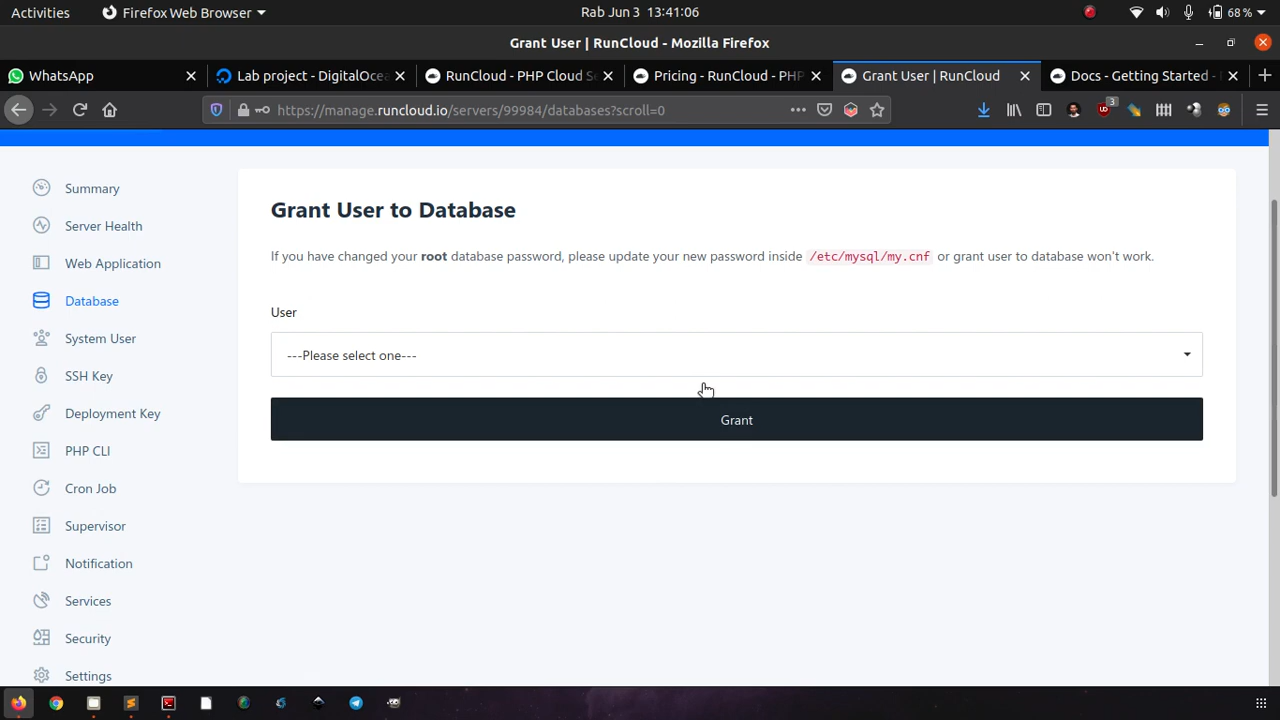 Activities
Firefox Web Browser
Rab Jun 3 13:41:06
68 %
Grant User | RunCloud - Mozilla Firefox
WhatsApp
Lab project - DigitalOcea
RunCloud - PHP Cloud Se
Pricing - RunCloud - PHP
Grant User | RunCloud
Docs - Getting Started -
https://manage.runcloud.io/servers/99984/databases?scroll=0
3
Summary
Server Health
Web Application
Database
System User
SSH Key
Deployment Key
PHP CLI
Cron Job
Supervisor
Notification
Services
Security
Settings
Grant User to Database
If you have changed your root database password, please update your new password inside /etc/mysql/my.cnf or grant user to database won't work.
User
---Please select one---
Grant